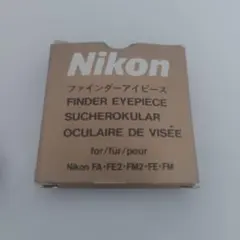 Nikon
ファインダーアイピース
FINDER EYEPIECE
SUCHEROKULAR
OCULAIRE DE VISÉE
for/für/pour
Nikon FA・FE2・FM2・FE・FM